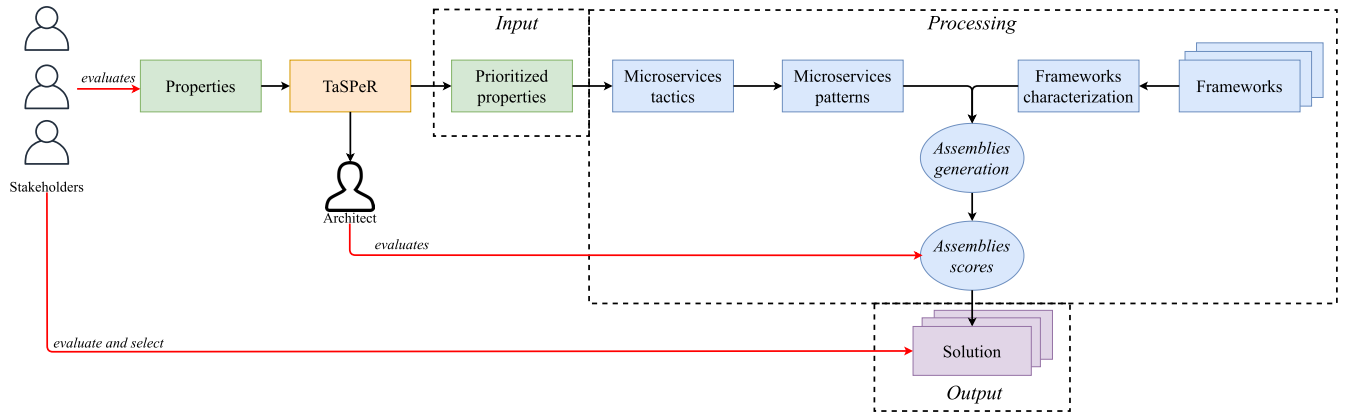 Input
Processing
evaluates
Properties
TaSPeR
Prioritized
properties
Microservices
tactics
Microservices
patterns
Frameworks
characterization
Frameworks
Assemblies
generation
Stakeholders
Architect
evaluates
Assemblies
scores
evaluate and select
Solution
Output